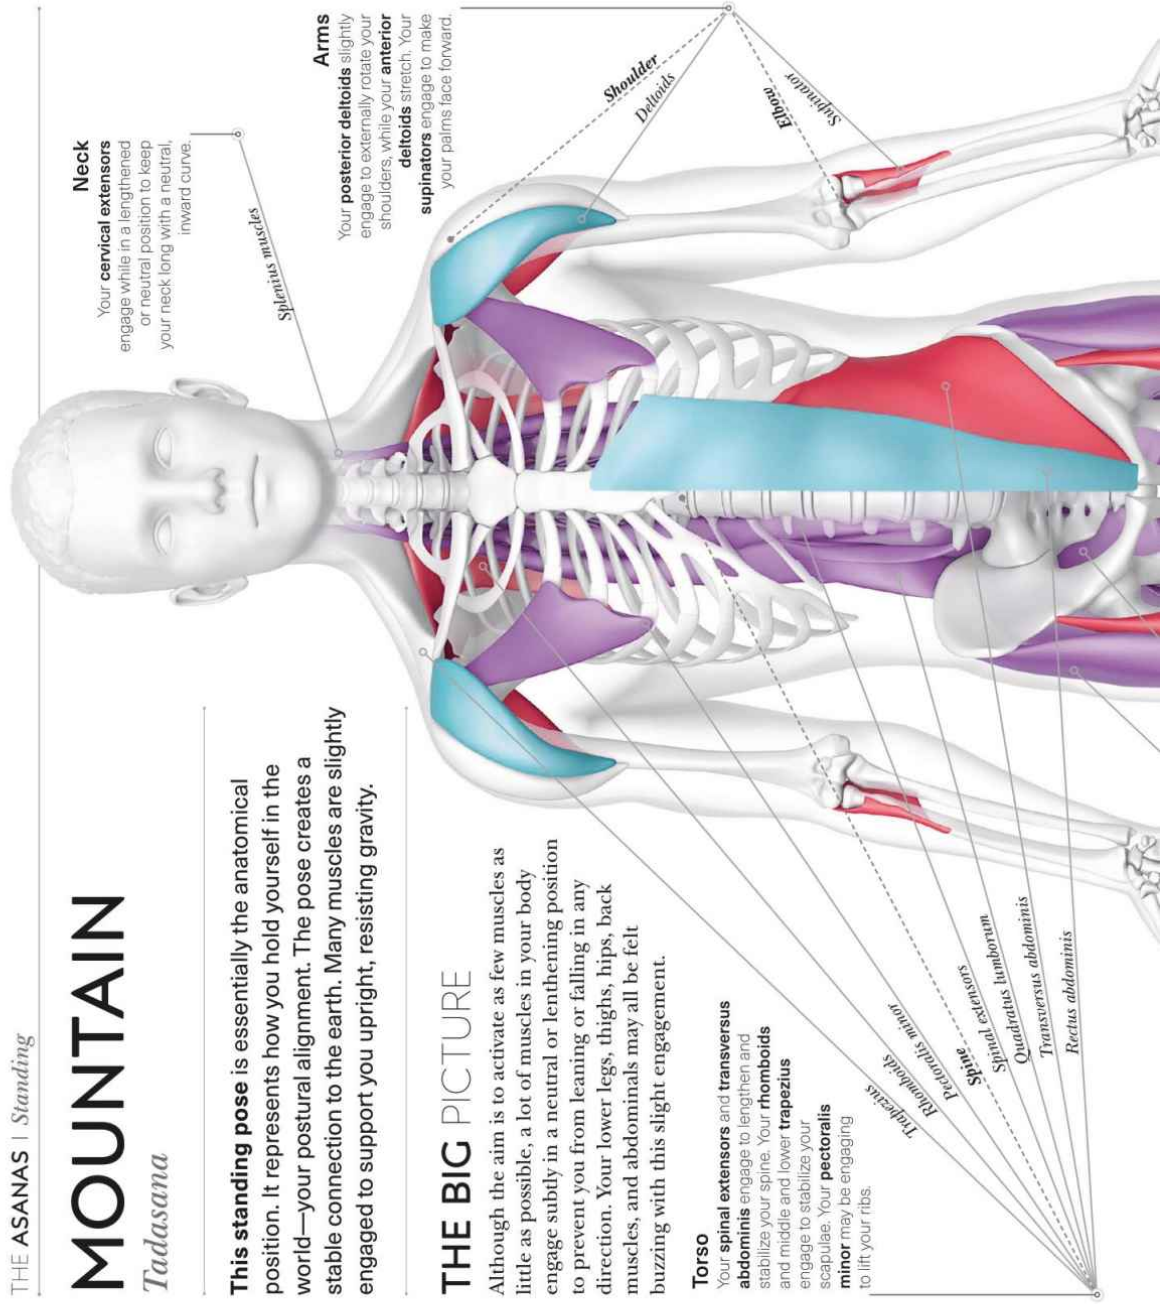 THE ASANAS | Standing
MOUNTAIN
Tadasana
This standing pose is essentially the anatomical
position. It represents how you hold yourself in the
world—your postural alignment. The pose creates a
stable connection to the earth. Many muscles are slightly
engaged to support you upright, resisting gravity.
THE BIG PICTURE
Although the aim is to activate as few muscles as
little as possible, a lot of muscles in your body
engage subtly in a neutral or lenthening position
to prevent you from leaning or falling in any
direction. Your lower legs, thighs, hips, back
muscles, and abdominals may all be felt
buzzing with this slight engagement.
Torso
Your spinal extensors and transversus
abdominis engage to lengthen and
stabilize your spine. Your rhomboids
and middle and lower trapezius
engage to stabilize your
scapulae. Your pectoralis
minor may be engaging
to lift your ribs.
Trapezius
Rhomboids
Pectoralis minor
Spine
Spinal extensors
Quadratus lumborum
Transversus abdominis
Rectus abdominis
Neck
Your cervical extensors
engage while in a lengthened
or neutral position to keep
your neck long with a neutral,
inward curve.
Splenius muscles
Arms
Your posterior deltoids slightly
engage to externally rotate your
shoulders, while your anterior
deltoids stretch. Your
supinators engage to make
your palms face forward.
Shoulder
Deltoids
Elbow
Supinator